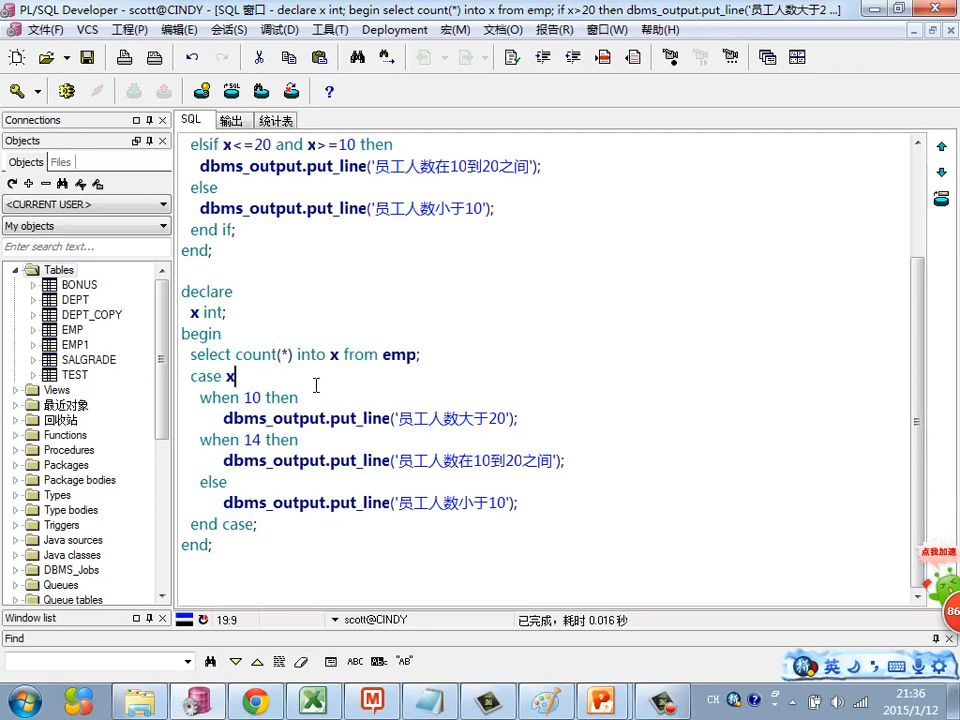 PL/SQL Developer - scott@CINDY - [SQL 窗口 - declare x int; begin select count(*) into x from emp; if x>20 then dbms_output.put_line('员工人数大于2 ...]
文件(F) VCS 工程(P) 编辑(E) 会话(S) 调试(D) 工具(T) Deployment 宏(M) 文档(O) 报告(R) 窗口(W) 帮助(H)
Connections
Objects
Objects Files
<CURRENT USER>
My objects
Enter search text...
Tables
BONUS
DEPT
DEPT_COPY
EMP
EMP1
SALGRADE
TEST
Views
最近对象
回收站
Functions
Procedures
Packages
Package bodies
Types
Type bodies
Triggers
Java sources
Java classes
DBMS_Jobs
Queues
Queue tables
Window list
SQL 输出 统计表
elsif x<=20 and x>=10 then
dbms_output.put_line('员工人数在10到20之间');
else
dbms_output.put_line('员工人数小于10');
end if;
end;
declare
x int;
begin
select count(*) into x from emp;
case x
when 10 then
dbms_output.put_line('员工人数大于20');
when 14 then
dbms_output.put_line('员工人数在10到20之间');
else
dbms_output.put_line('员工人数小于10');
end case;
end;
点我加速
86
19:9 scott@CINDY 已完成，耗时 0.016 秒
Find
ABC "AB"
英
CH
21:36
2015/1/12